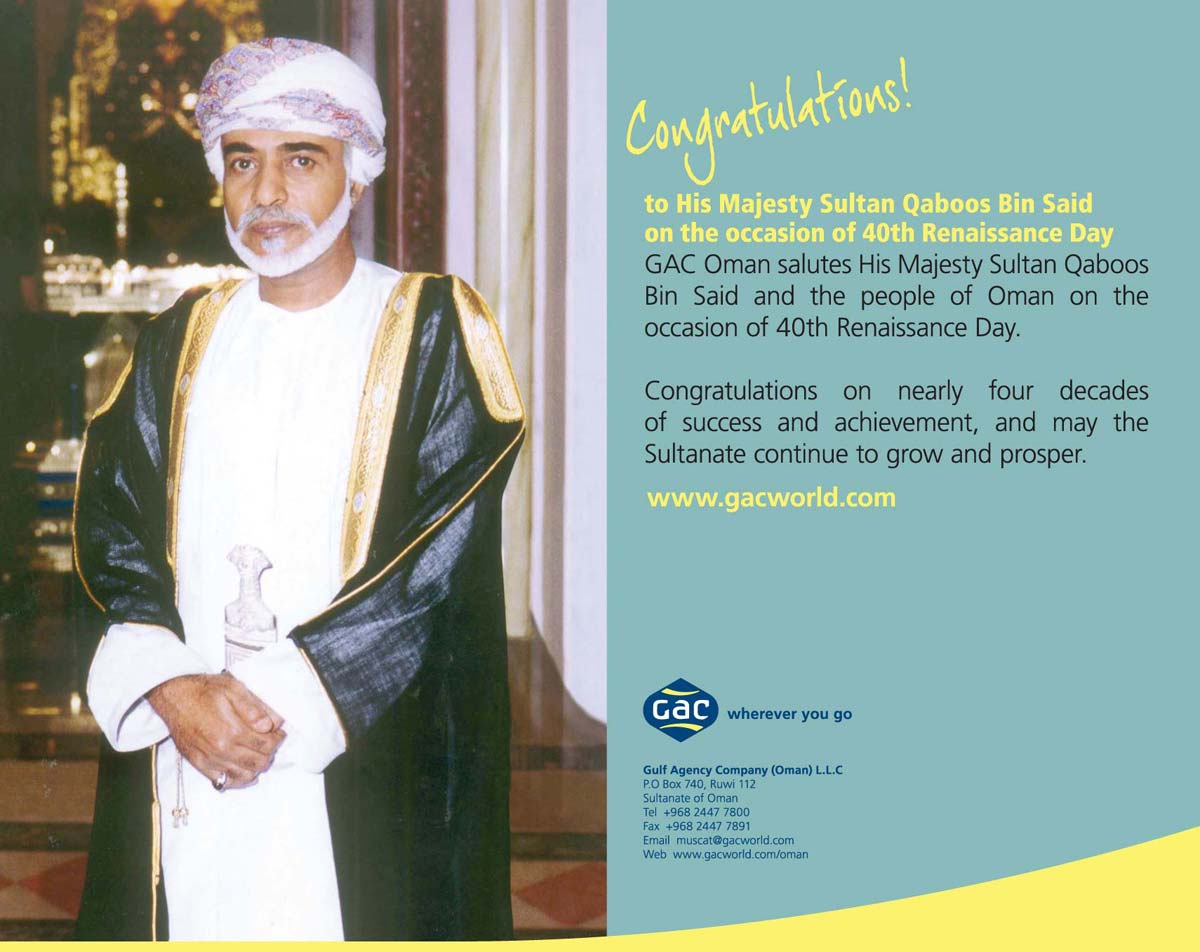 Congratulations!
to His Majesty Sultan Qaboos Bin Said
on the occasion of 40th Renaissance Day
GAC Oman salutes His Majesty Sultan Qaboos
Bin Said and the people of Oman on the
occasion of 40th Renaissance Day.
Congratulations on nearly four decades
of success and achievement, and may the
Sultanate continue to grow and prosper.
www.gacworld.com
GAC wherever you go
Gulf Agency Company (Oman) L.L.C
P.O Box 740, Ruwi 112
Sultanate of Oman
Tel +968 2447 7800
Fax +968 2447 7891
Email muscat@gacworld.com
Web www.gacworld.com/oman